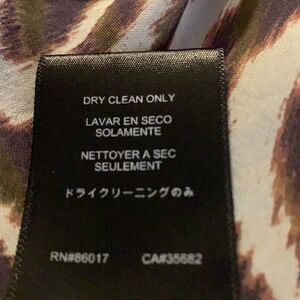 DRY CLEAN ONLY
LAVAR EN SECO
SOLAMENTE
NETTOYER A SEC
SEULEMENT
ドライクリーニングのみ
RN#86017 CA#35682